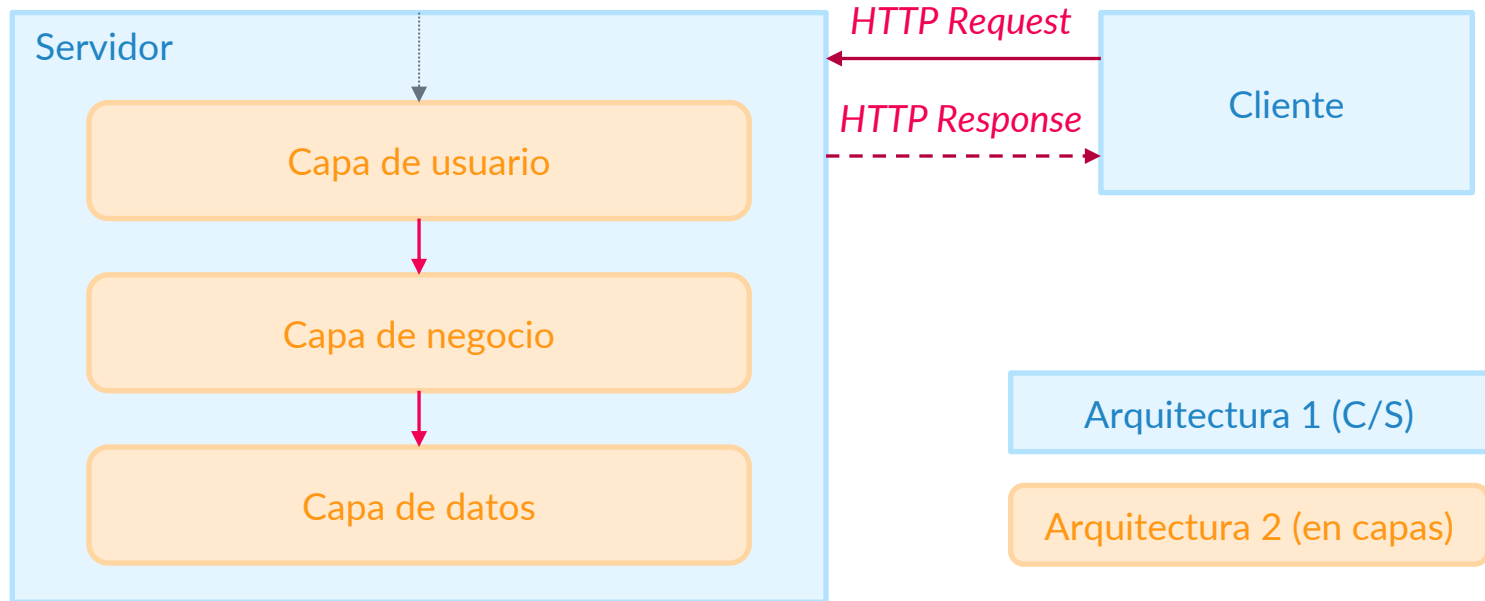 Servidor
HTTP Request
Cliente
HTTP Response
Capa de usuario
Capa de negocio
Capa de datos
Arquitectura 1 (C/S)
Arquitectura 2 (en capas)